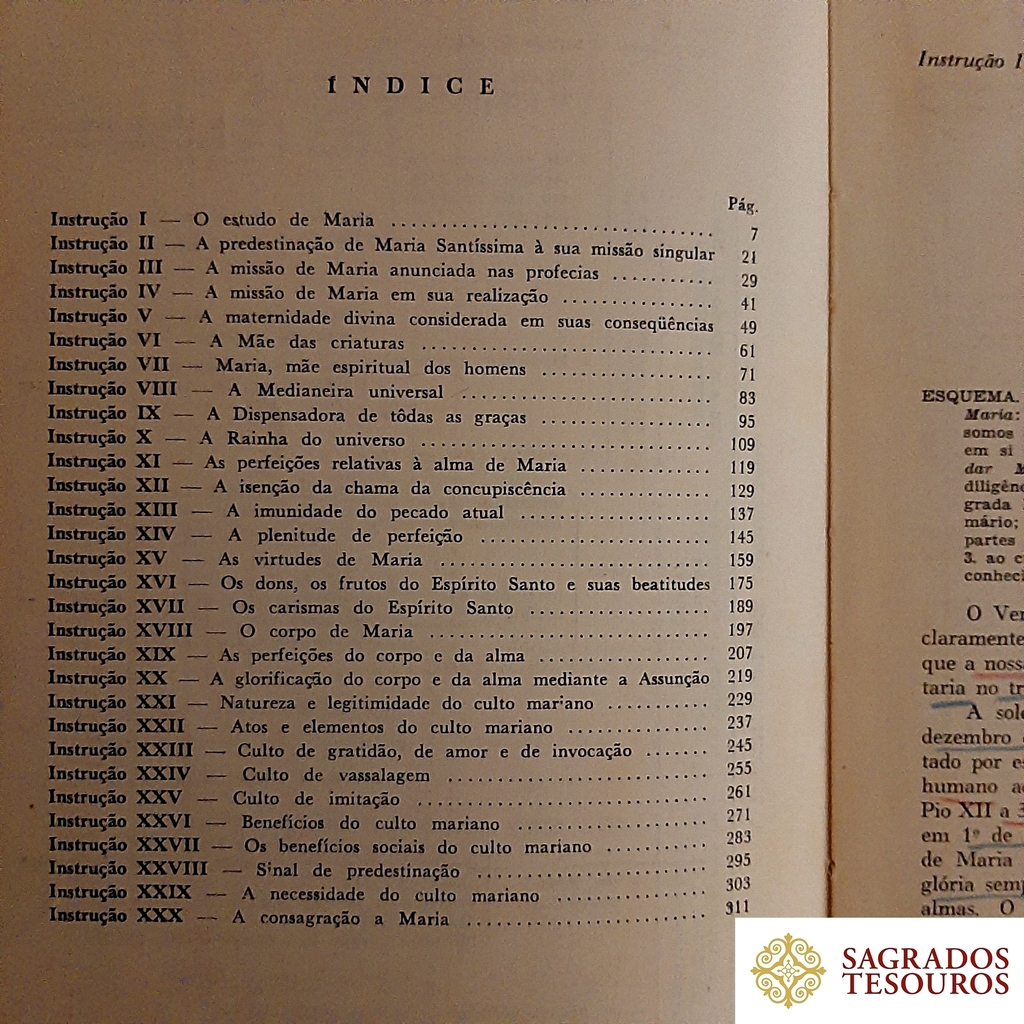 ÍNDICE
Pág.
Instrução I — O estudo de Maria .................................... 7
Instrução II — A predestinação de Maria Santíssima à sua missão singular 21
Instrução III — A missão de Maria anunciada nas profecias ........... 29
Instrução IV — A missão de Maria em sua realização ................ 41
Instrução V — A maternidade divina considerada em suas conseqüências 49
Instrução VI — A Mãe das criaturas ................................ 61
Instrução VII — Maria, mãe espiritual dos homens .................. 71
Instrução VIII — A Medianeira universal ............................ 83
Instrução IX — A Dispensadora de tôdas as graças ................... 95
Instrução X — A Rainha do universo ................................ 109
Instrução XI — As perfeições relativas à alma de Maria ............... 119
Instrução XII — A isenção da chama da concupiscência .............. 129
Instrução XIII — A imunidade do pecado atual ...................... 137
Instrução XIV — A plenitude de perfeição .......................... 145
Instrução XV — As virtudes de Maria .............................. 159
Instrução XVI — Os dons, os frutos do Espírito Santo e suas beatitudes 175
Instrução XVII — Os carismas do Espírito Santo .................... 189
Instrução XVIII — O corpo de Maria ............................... 197
Instrução XIX — As perfeições do corpo e da alma .................. 207
Instrução XX — A glorificação do corpo e da alma mediante a Assunção 219
Instrução XXI — Natureza e legitimidade do culto mariano ........... 229
Instrução XXII — Atos e elementos do culto mariano ............... 237
Instrução XXIII — Culto de gratidão, de amor e de invocação ....... 245
Instrução XXIV — Culto de vassalagem ............................. 255
Instrução XXV — Culto de imitação ................................ 261
Instrução XXVI — Benefícios do culto mariano ..................... 271
Instrução XXVII — Os benefícios sociais do culto mariano ........... 283
Instrução XXVIII — Sinal de predestinação ......................... 295
Instrução XXIX — A necessidade do culto mariano .................. 303
Instrução XXX — A consagração a Maria ........................... 311
Instrução I
ESQUEMA.
Maria:
somos
em si
dar
diligên
grada
mário;
partes
3. ao c
conheci
O Ver
claramente
que a nossa
taria no tr
A sole
dezembro
tado por es
humano a
Pio XII a 3
em 1º de
de Maria
glória semp
almas. O
SAGRADOS
TESOUROS